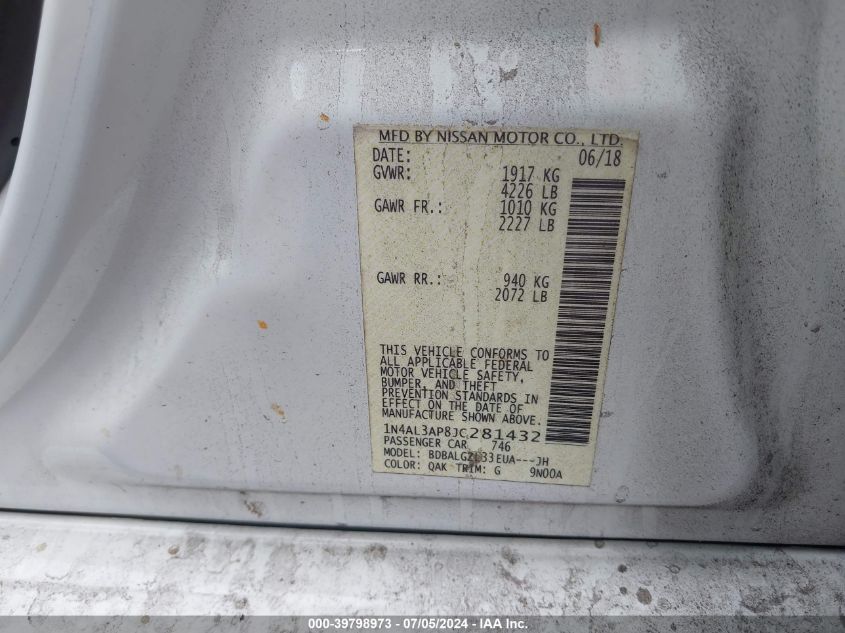 MFD BY NISSAN MOTOR CO., LTD.
DATE: 06/18
GVWR: 1917 KG
4226 LB
GAWR FR.: 1010 KG
2227 LB
GAWR RR.: 940 KG
2072 LB
THIS VEHICLE CONFORMS TO
ALL APPLICABLE FEDERAL
MOTOR VEHICLE SAFETY,
BUMPER, AND THEFT
PREVENTION STANDARDS IN
EFFECT ON THE DATE OF
MANUFACTURE SHOWN ABOVE.
1N4AL3AP8JC281432
PASSENGER CAR 746
MODEL: BDBALGZL33EUA---JH
COLOR: QAK TRIM: G 9N00A
000-39798973 - 07/05/2024 - IAA Inc.